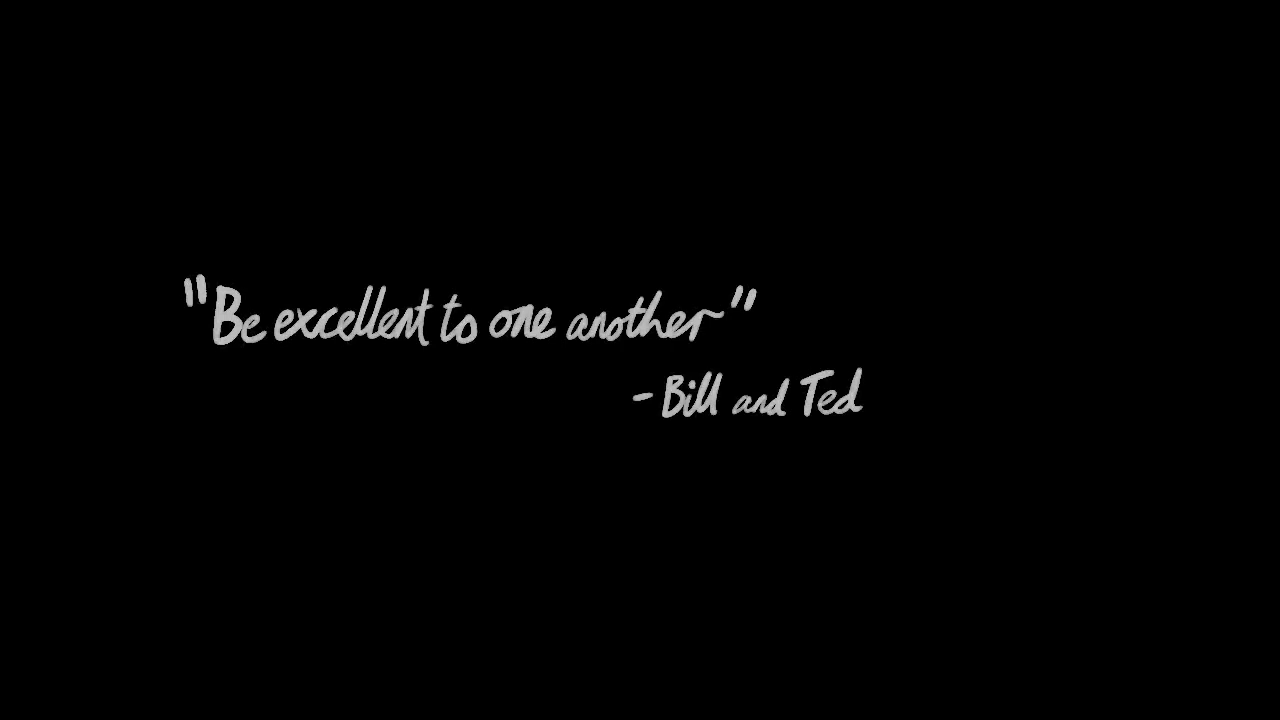 "Be excellent to one another"
- Bill and Ted